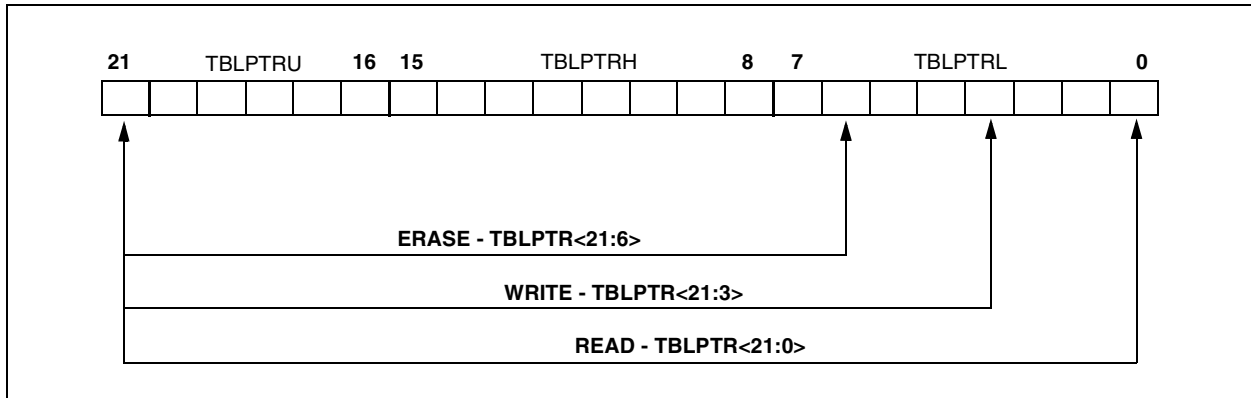 21 TBLPTRU 16 15 TBLPTRH 8 7 TBLPTRL 0
ERASE - TBLPTR<21:6>
WRITE - TBLPTR<21:3>
READ - TBLPTR<21:0>